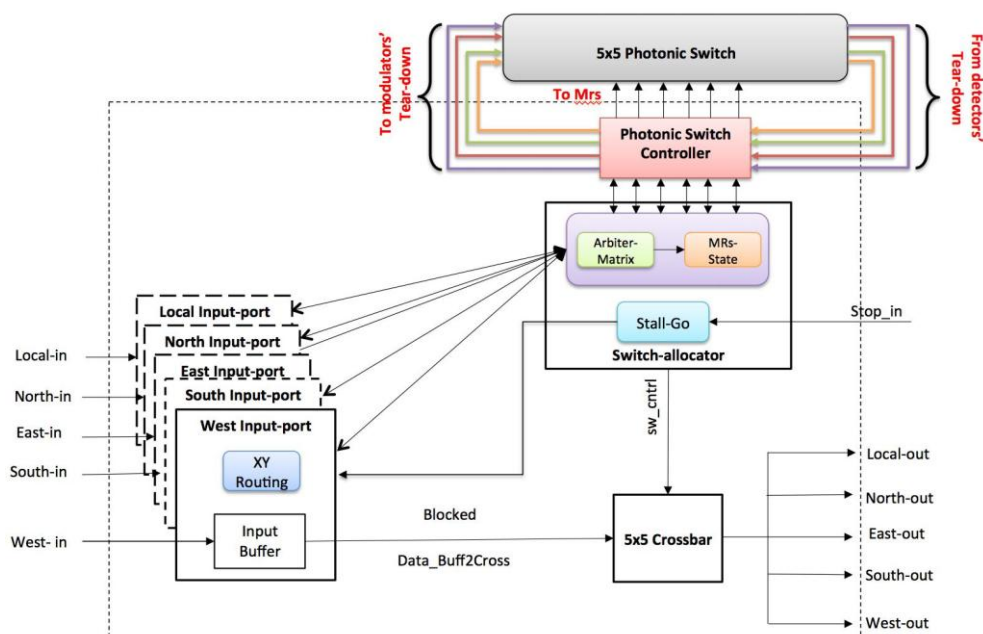 5x5 Photonic Switch
To modulators'
Tear-down
From detectors'
Tear-down
To Mrs
Photonic Switch
Controller
Arbiter-
Matrix
MRs-
State
Stall-Go
Switch-allocator
Stop_in
Local Input-port
North Input-port
East Input-port
South Input-port
West Input-port
XY
Routing
Input
Buffer
Local-in
North-in
East-in
South-in
West- in
Blocked
Data_Buff2Cross
sw_cntrl
5x5 Crossbar
Local-out
North-out
East-out
South-out
West-out